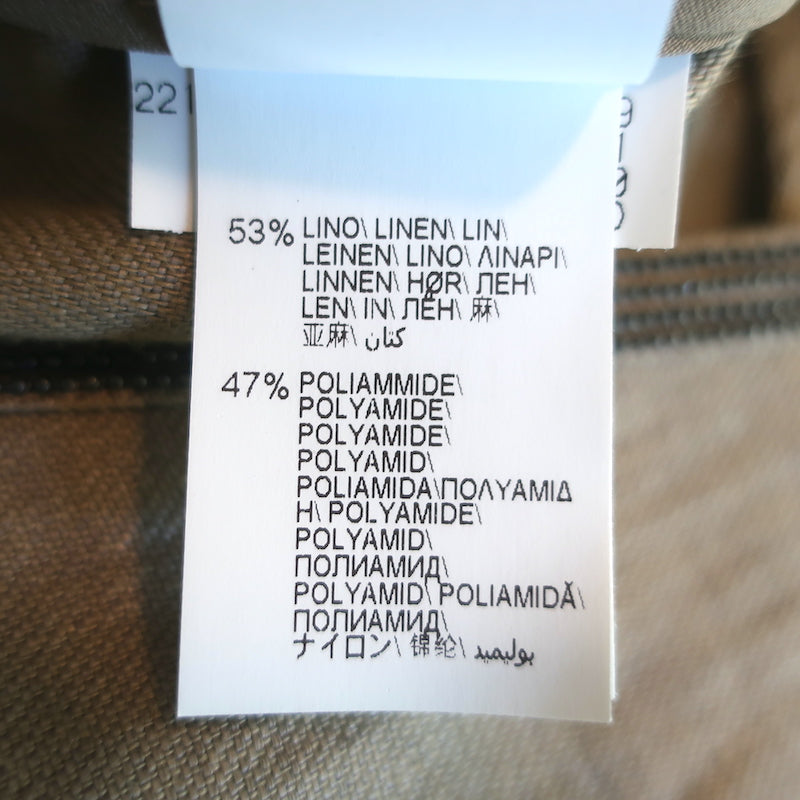 221
53% LINO\ LINEN\ LIN\
LEINEN\ LINO\ ΛΙΝΑΡΙ\
LINNEN\ HØR\ ЛЕН\
LEN\ IN\ ЛЕН\ 麻\
亚麻\ كتان
47% POLIAMMIDE\
POLYAMIDE\
POLYAMIDE\
POLYAMID\
POLIAMIDA\ΠΟΛΥΑΜΙΔ
Η\ POLYAMIDE\
POLYAMID\
ПОЛИАМИД\
POLYAMID\ POLIAMIDĂ\
ПОЛИАМИД\
ナイロン\ 锦纶\ بوليميد